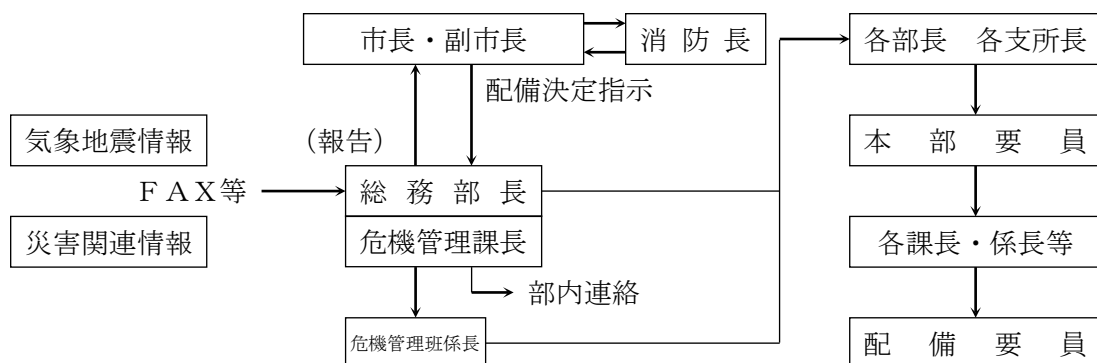 市長・副市長
消防長
各部長 各支所長
配備決定指示
気象地震情報
(報告)
本部要員
ＦＡＸ等
総務部長
災害関連情報
危機管理課長
各課長・係長等
部内連絡
危機管理班係長
配備要員